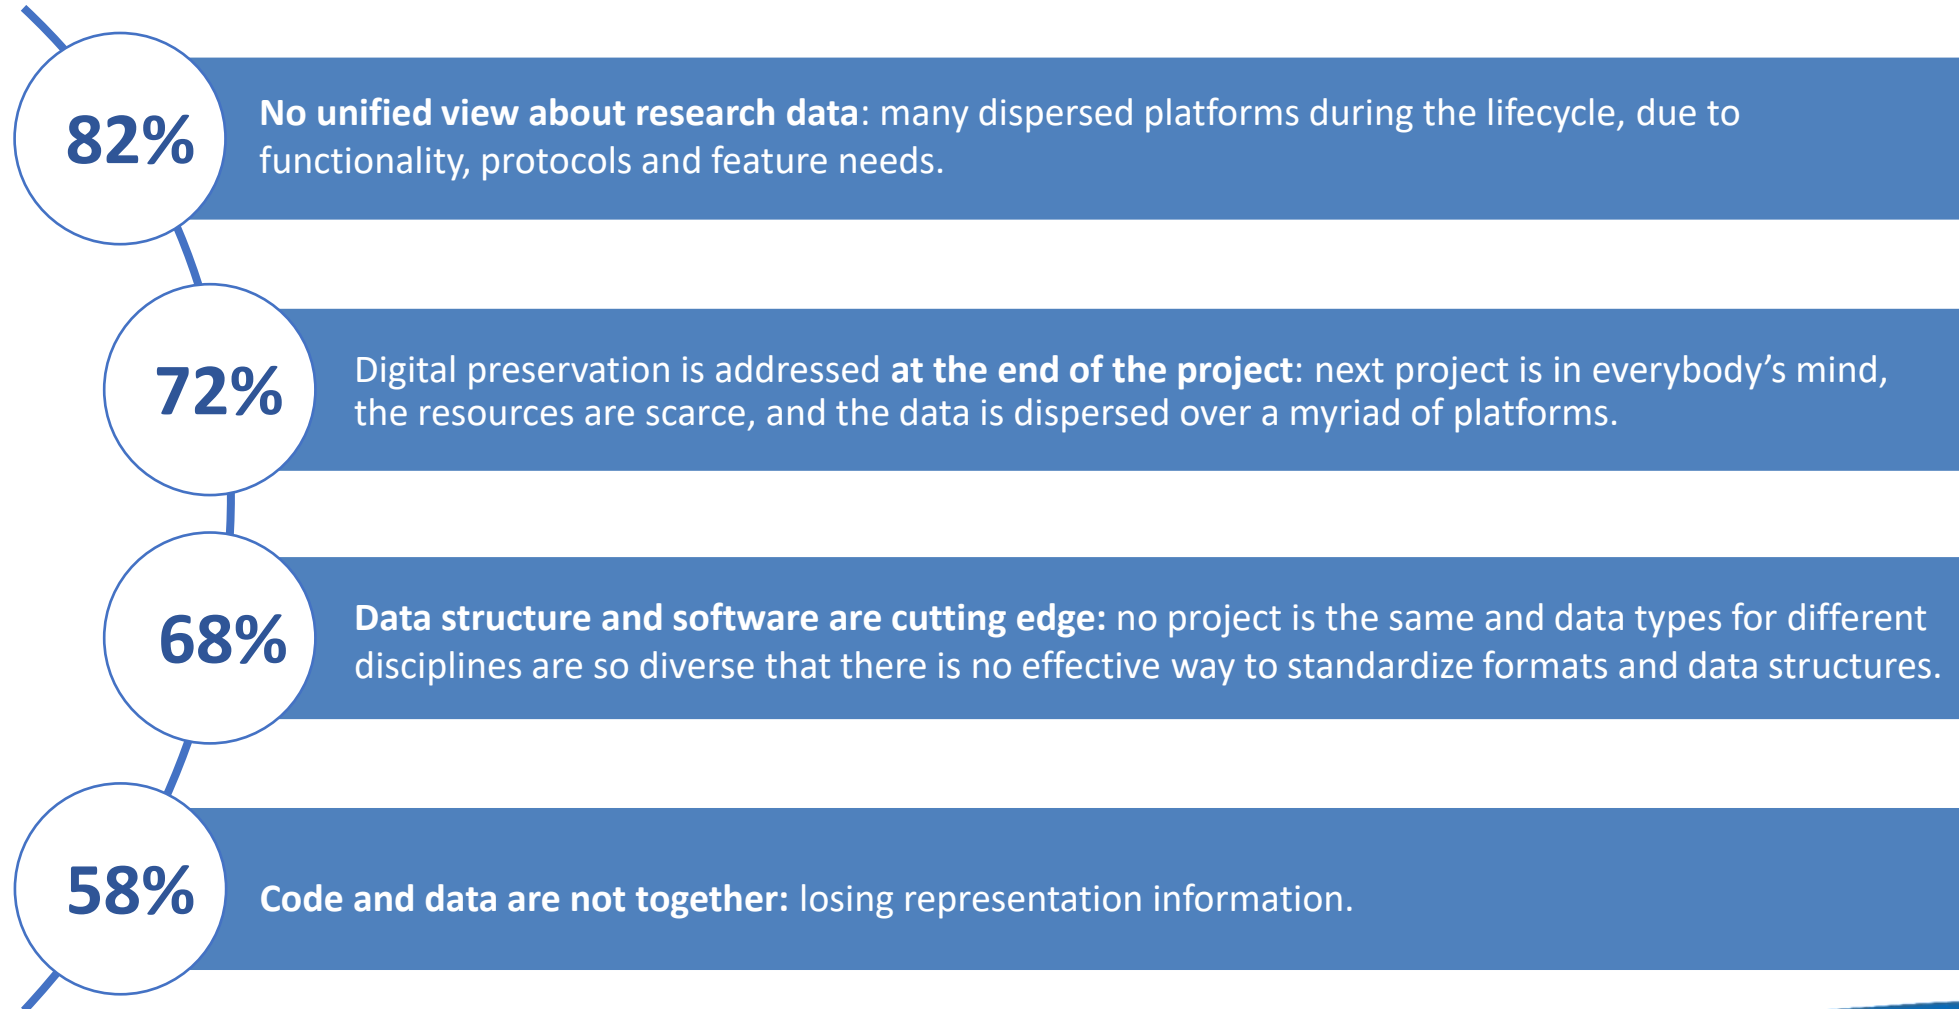 82%
No unified view about research data: many dispersed platforms during the lifecycle, due to
functionality, protocols and feature needs.
72%
Digital preservation is addressed at the end of the project: next project is in everybody’s mind,
the resources are scarce, and the data is dispersed over a myriad of platforms.
68%
Data structure and software are cutting edge: no project is the same and data types for different
disciplines are so diverse that there is no effective way to standardize formats and data structures.
58%
Code and data are not together: losing representation information.